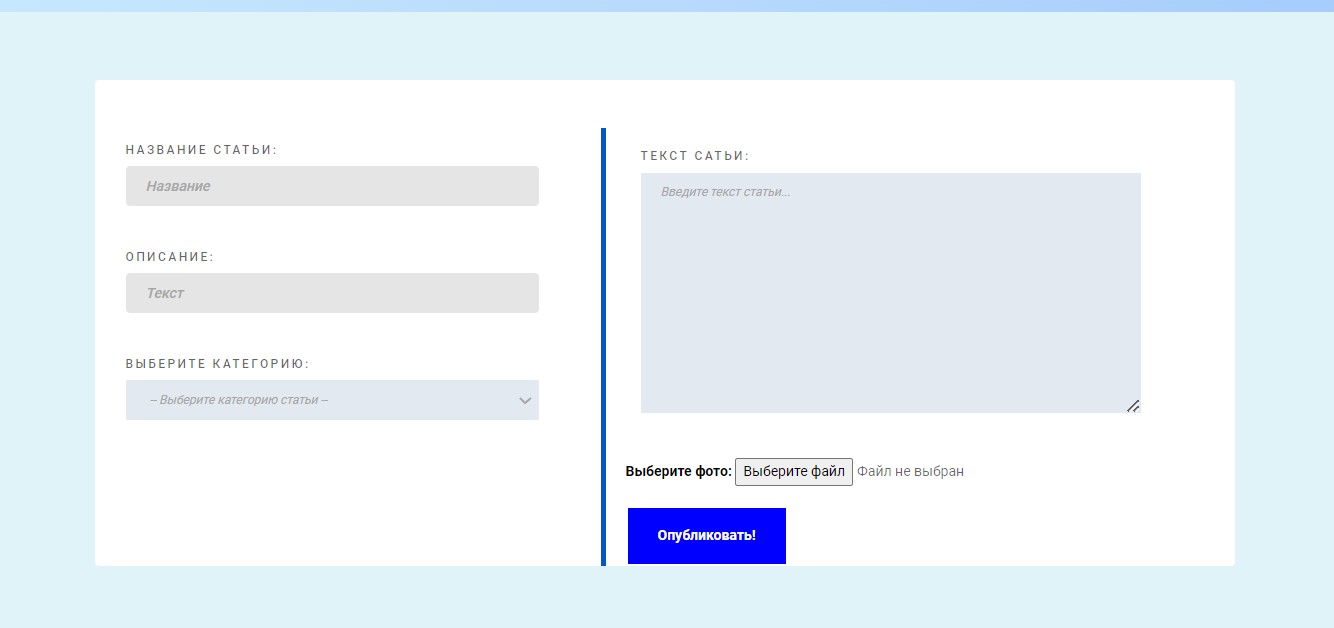 НАЗВАНИЕ СТАТЬИ:
Название
ОПИСАНИЕ:
Текст
ВЫБЕРИТЕ КАТЕГОРИЮ:
-- Выберите категорию статьи --
ТЕКСТ САТЬИ:
Введите текст статьи...
Выберите фото: Выберите файл Файл не выбран
Опубликовать!